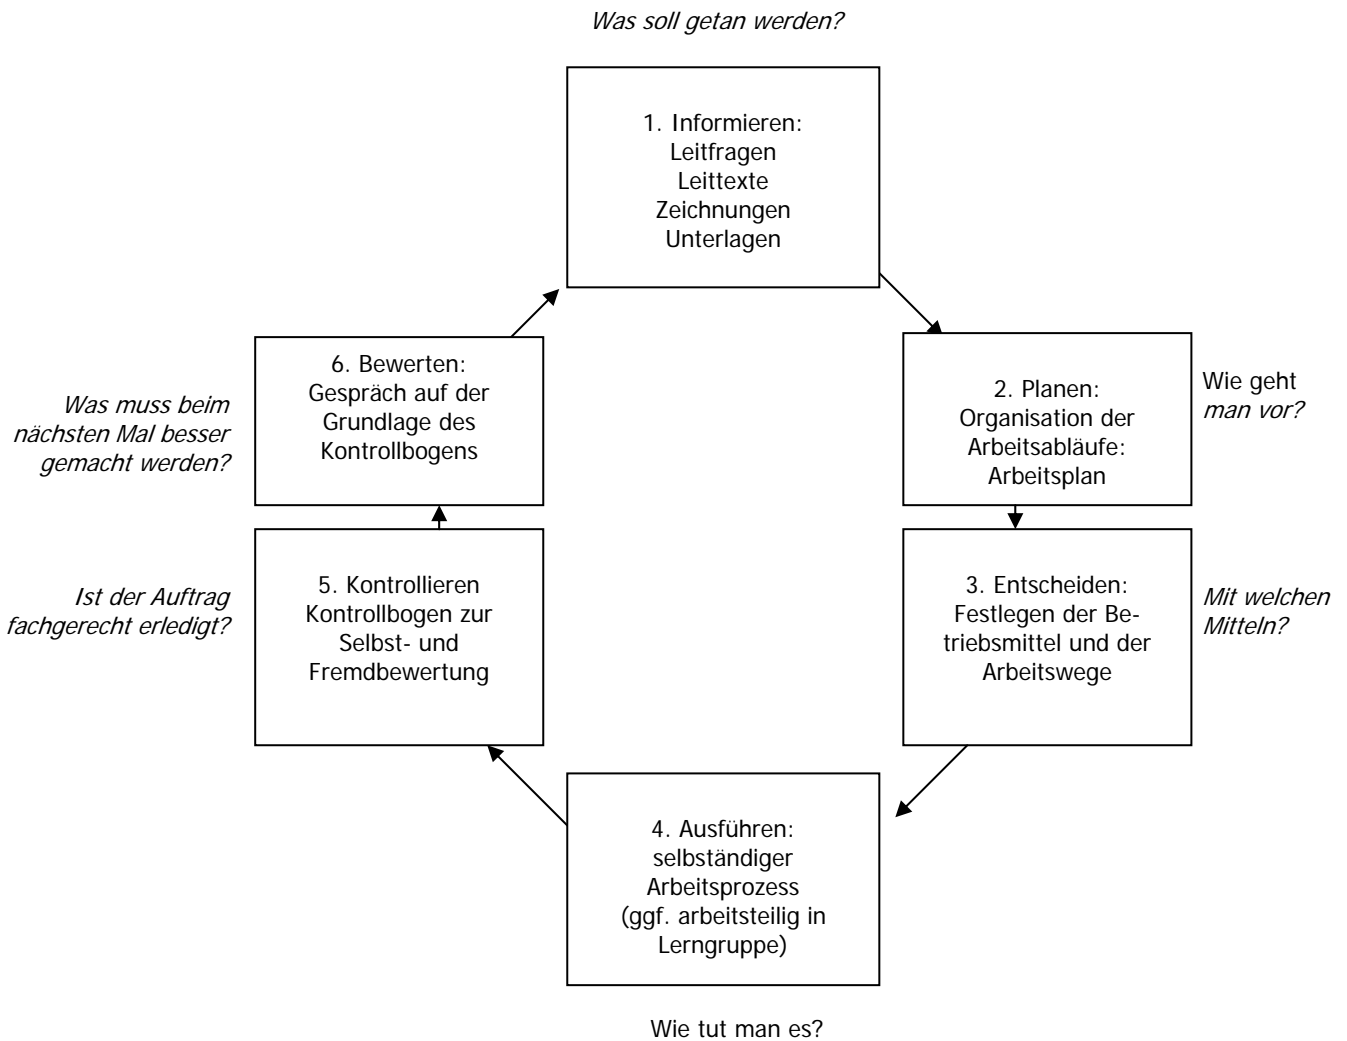 Was soll getan werden?
1. Informieren:
Leitfragen
Leittexte
Zeichnungen
Unterlagen
2. Planen:
Organisation der
Arbeitsabläufe:
Arbeitsplan
Wie geht
man vor?
3. Entscheiden:
Festlegen der Be-
triebsmittel und der
Arbeitswege
Mit welchen
Mitteln?
4. Ausführen:
selbständiger
Arbeitsprozess
(ggf. arbeitsteilig in
Lerngruppe)
Wie tut man es?
5. Kontrollieren
Kontrollbogen zur
Selbst- und
Fremdbewertung
Ist der Auftrag
fachgerecht erledigt?
6. Bewerten:
Gespräch auf der
Grundlage des
Kontrollbogens
Was muss beim
nächsten Mal besser
gemacht werden?